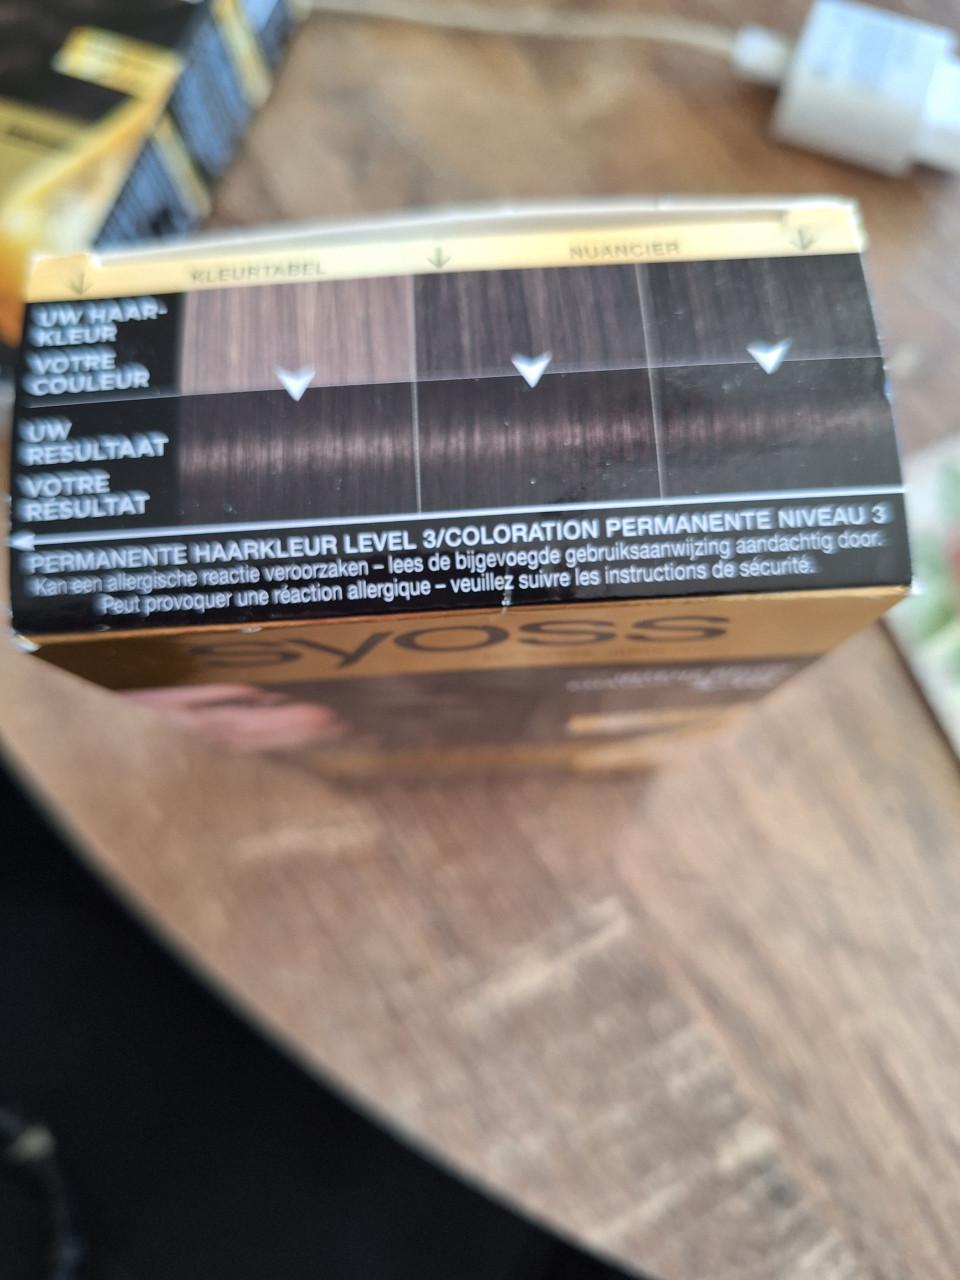 KLEURTABEL NUANCIER
UW HAAR-
KLEUR
VOTRE
COULEUR
UW
RESULTAAT
VOTRE
RÉSULTAT
PERMANENTE HAARKLEUR LEVEL 3/COLORATION PERMANENTE NIVEAU 3
Kan een allergische reactie veroorzaken – lees de bijgevoegde gebruiksaanwijzing aandachtig door.
Peut provoquer une réaction allergique – veuillez suivre les instructions de sécurité.
syoss